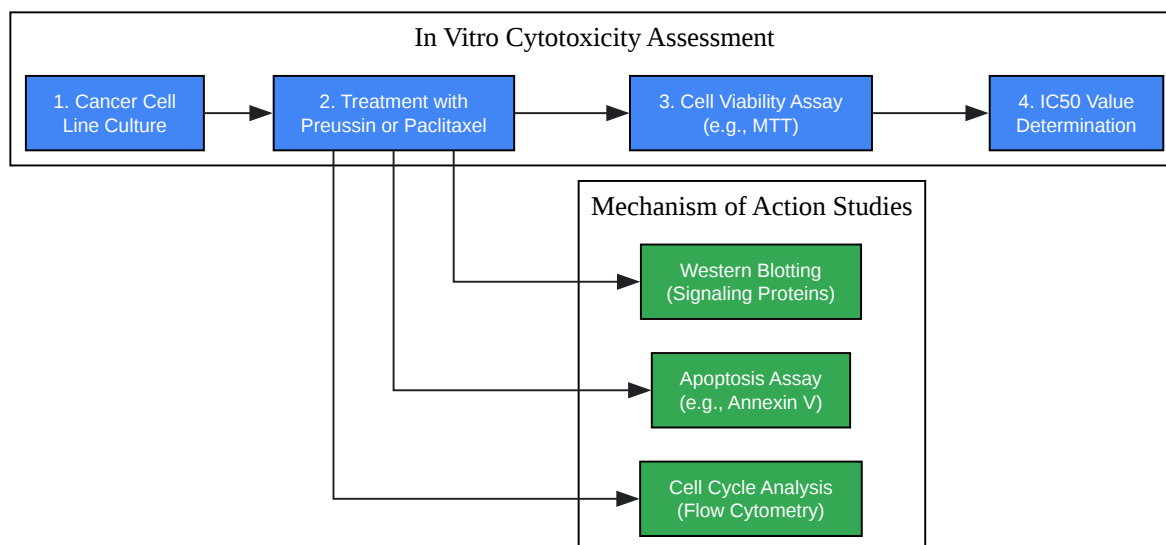 In Vitro Cytotoxicity Assessment
1. Cancer Cell
Line Culture
2. Treatment with
Preussin or Paclitaxel
3. Cell Viability Assay
(e.g., MTT)
4. IC50 Value
Determination
Mechanism of Action Studies
Western Blotting
(Signaling Proteins)
Apoptosis Assay
(e.g., Annexin V)
Cell Cycle Analysis
(Flow Cytometry)